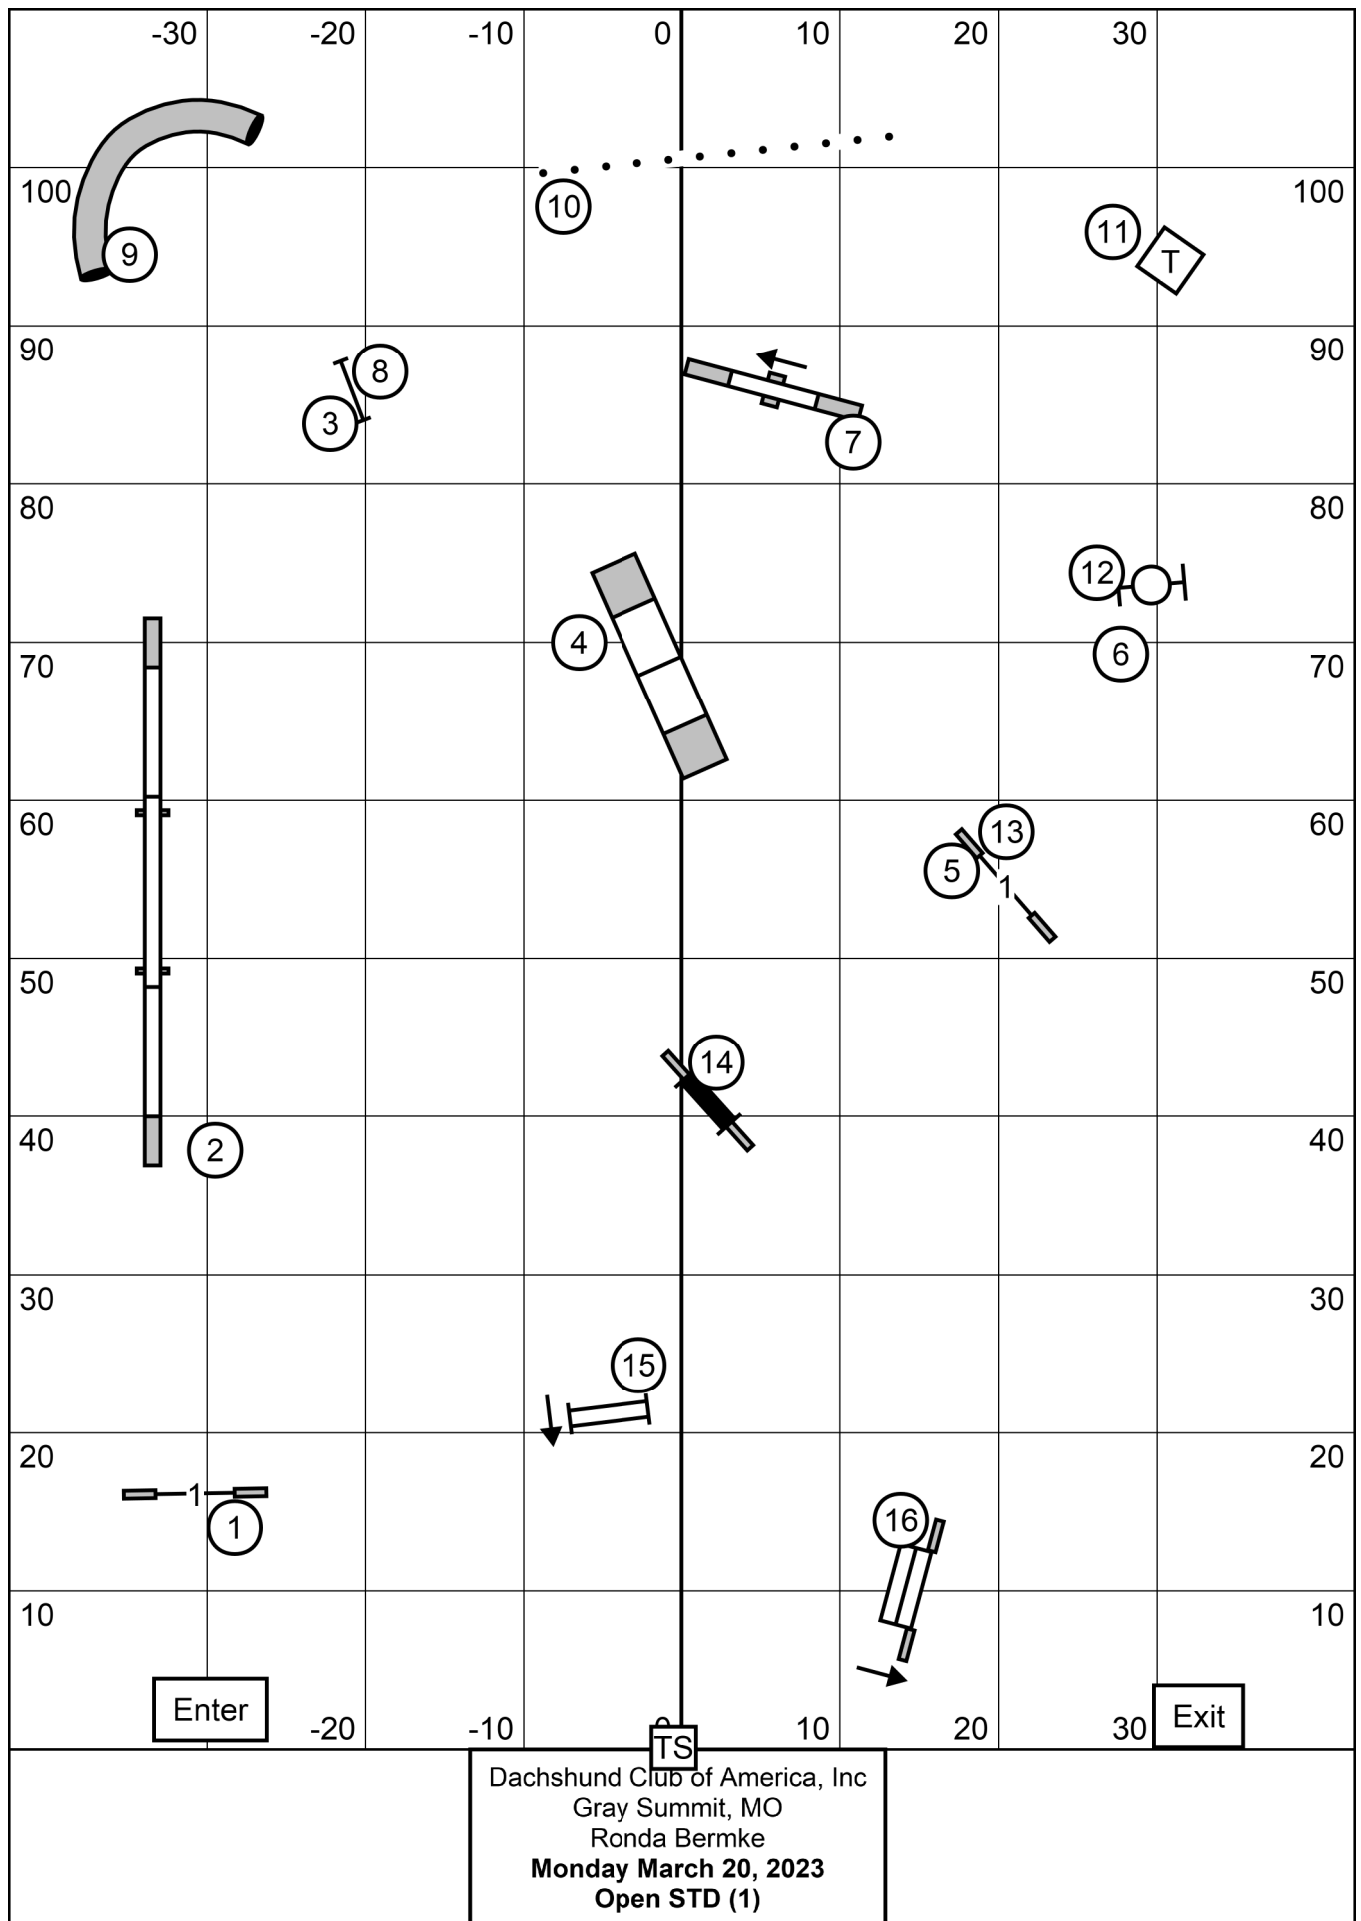 -30 -20 -10 0 10 20 30
100 100
10
11
T
9
90 90
8
3
7
80 80
12
4
6
70 70
60 60
13
5
1
50 50
14
40 40
2
30 30
15
20 20
1
16
1
10 10
Enter
Exit
-20 -10 0 10 20 30
TS
Dachshund Club of America, Inc
Gray Summit, MO
Ronda Bermke
Monday March 20, 2023
Open STD (1)